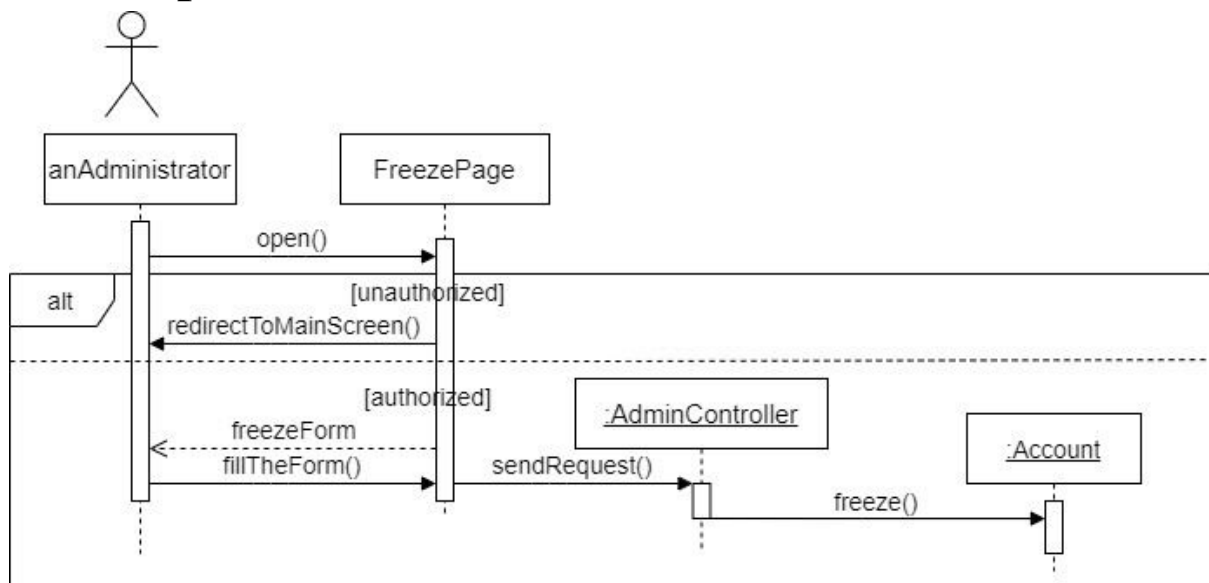 anAdministrator
FreezePage
open()
alt
[unauthorized]
redirectToMainScreen()
[authorized]
:AdminController
freezeForm
:Account
fillTheForm()
sendRequest()
freeze()